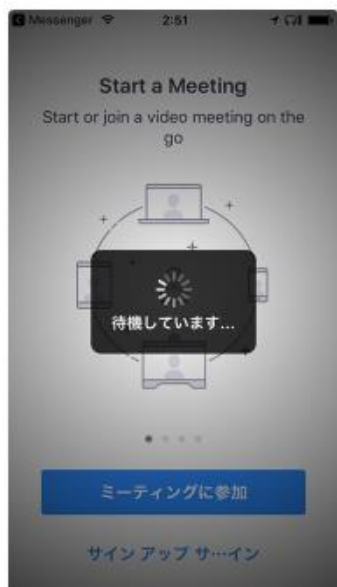 Messenger 2:51
Start a Meeting
Start or join a video meeting on the
go
待機しています...
ミーティングに参加
サイン アップ サ…イン